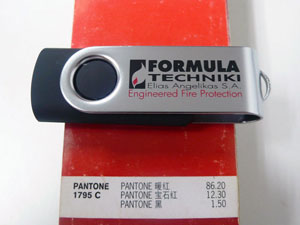 FORMULA
TECHNIKI
Elias Angelikas S.A.
Engineered Fire Protection
PANTONE PANTONE 暖红 86.20
1795 C PANTONE 宝石红 12.30
PANTONE 黑 1.50